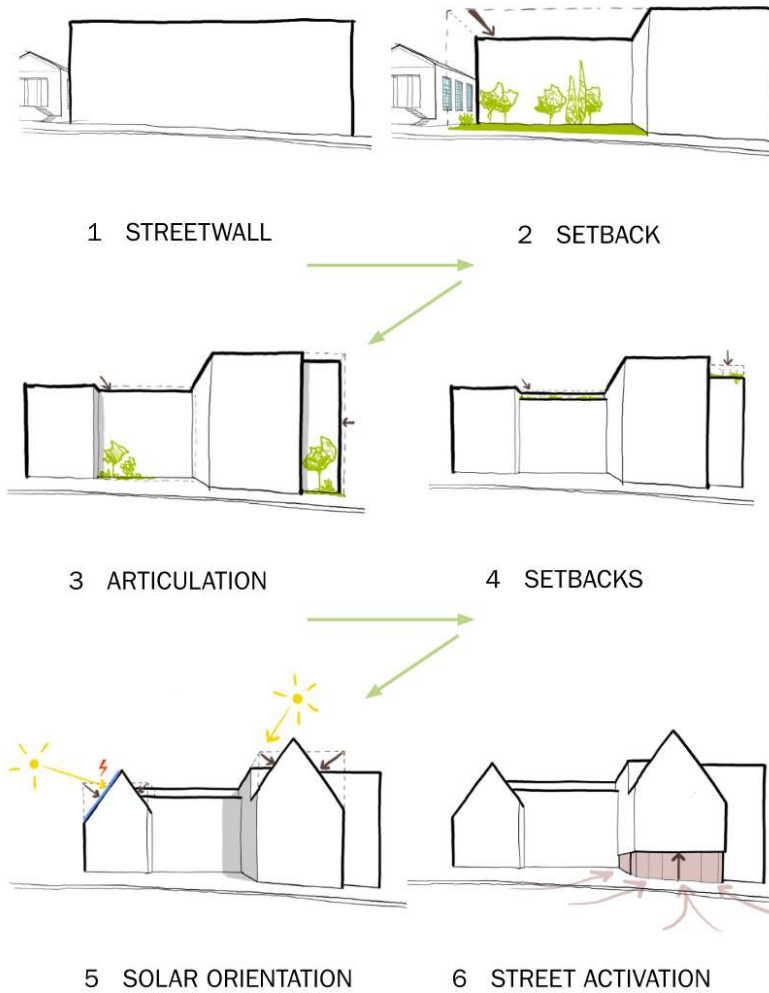 1 STREETWALL
2 SETBACK
3 ARTICULATION
4 SETBACKS
5 SOLAR ORIENTATION
6 STREET ACTIVATION